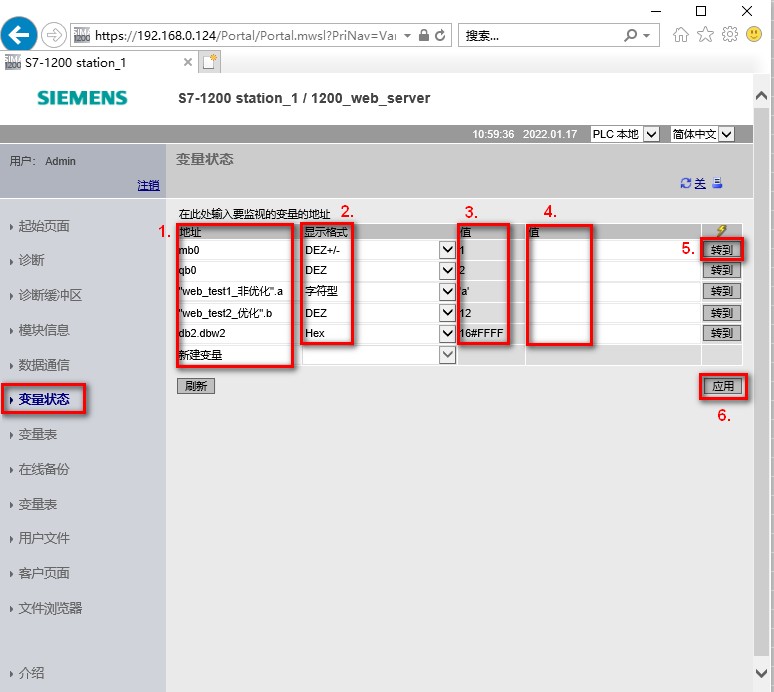 https://192.168.0.124/Portal/Portal.mwsl?PriNav=Va
搜索...
S7-1200 station_1
SIEMENS
S7-1200 station_1 / 1200_web_server
10:59:36 2022.01.17 PLC 本地 简体中文
用户: Admin
注销
变量状态
关
起始页面
诊断
诊断缓冲区
模块信息
数据通信
变量状态
变量表
在线备份
变量表
用户文件
客户页面
文件浏览器
介绍
在此处输入要监视的变量的地址
1. 2. 3. 4.
地址 显示格式 值 值
mb0 DEZ+/- 1 5. 转到
qb0 DEZ 2 转到
"web_test1_非优化".a 字符型 'a' 转到
"web_test2_优化".b DEZ 12 转到
db2.dbw2 Hex 16#FFFF 转到
新建变量
刷新 应用
6.